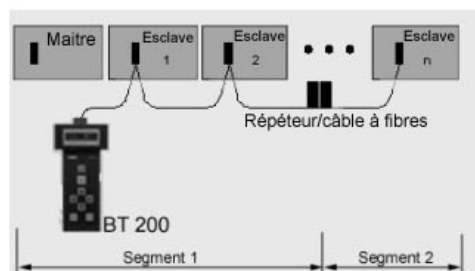 Maitre
Esclave
1
Esclave
2
Esclave
n
Répéteur/câble à fibres
BT 200
Segment 1
Segment 2